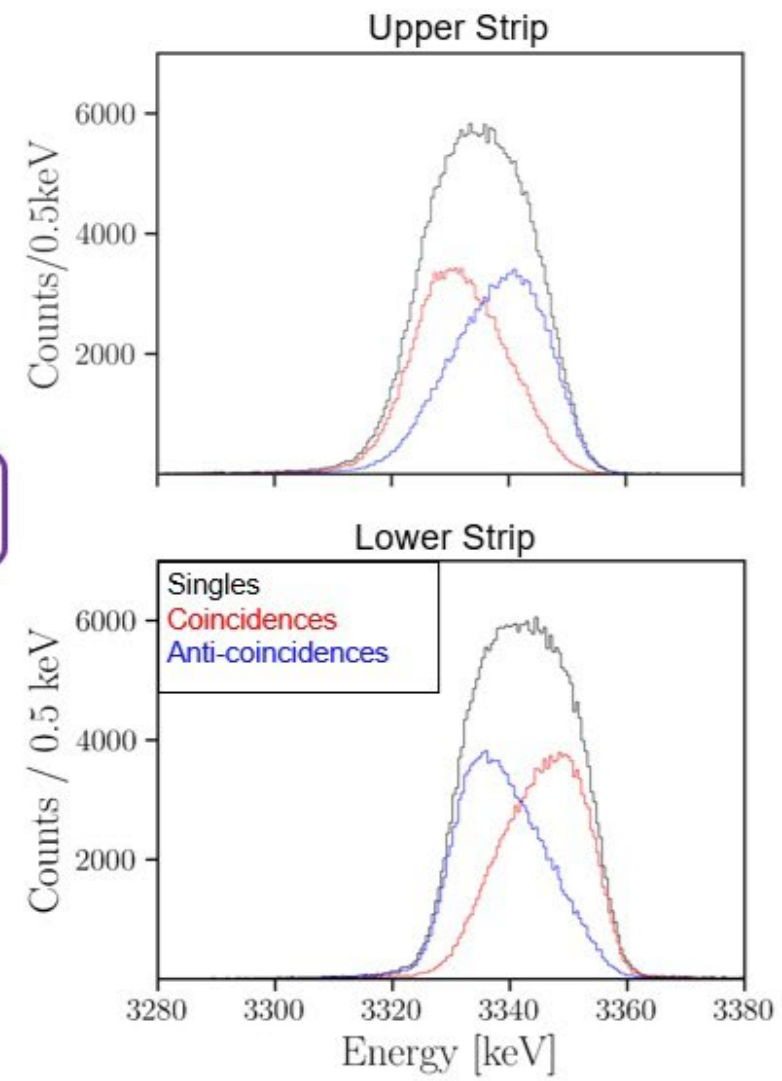 Upper Strip
6000
4000
2000
Counts/0.5keV
Lower Strip
Singles
Coincidences
Anti-coincidences
6000
4000
2000
Counts / 0.5 keV
3280 3300 3320 3340 3360 3380
Energy [keV]